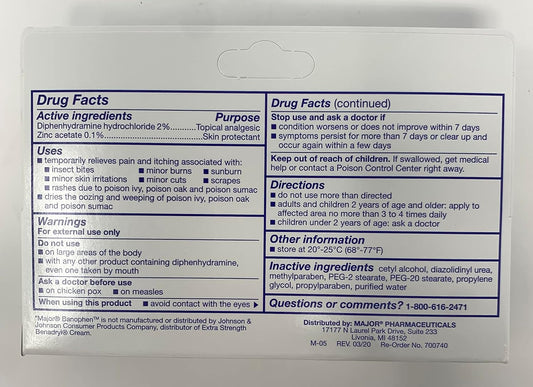 Drug Facts
Active ingredients Purpose
Diphenhydramine hydrochloride 2%...........Topical analgesic
Zinc acetate 0.1%....................................Skin protectant
Uses
■ temporarily relieves pain and itching associated with:
■ insect bites ■ minor burns ■ sunburn
■ minor skin irritations ■ minor cuts ■ scrapes
■ rashes due to poison ivy, poison oak and poison sumac
■ dries the oozing and weeping of poison ivy, poison oak
and poison sumac
Warnings
For external use only
Do not use
■ on large areas of the body
■ with any other product containing diphenhydramine,
even one taken by mouth
Ask a doctor before use
■ on chicken pox ■ on measles
When using this product ■ avoid contact with the eyes ▶
Drug Facts (continued)
Stop use and ask a doctor if
■ condition worsens or does not improve within 7 days
■ symptoms persist for more than 7 days or clear up and
occur again within a few days
Keep out of reach of children. If swallowed, get medical
help or contact a Poison Control Center right away.
Directions
■ do not use more than directed
■ adults and children 2 years of age and older: apply to
affected area no more than 3 to 4 times daily
■ children under 2 years of age: ask a doctor
Other information
■ store at 20°-25°C (68°-77°F)
Inactive ingredients cetyl alcohol, diazolidinyl urea,
methylparaben, PEG-2 stearate, PEG-20 stearate, propylene
glycol, propylparaben, purified water
Questions or comments? 1-800-616-2471
*Major® Banophen™ is not manufactured or distributed by Johnson &
Johnson Consumer Products Company, distributor of Extra Strength
Benadryl® Cream.
Distributed by: MAJOR® PHARMACEUTICALS
17177 N Laurel Park Drive, Suite 233
Livonia, MI 48152
M-05 REV. 03/20 Re-Order No. 700740